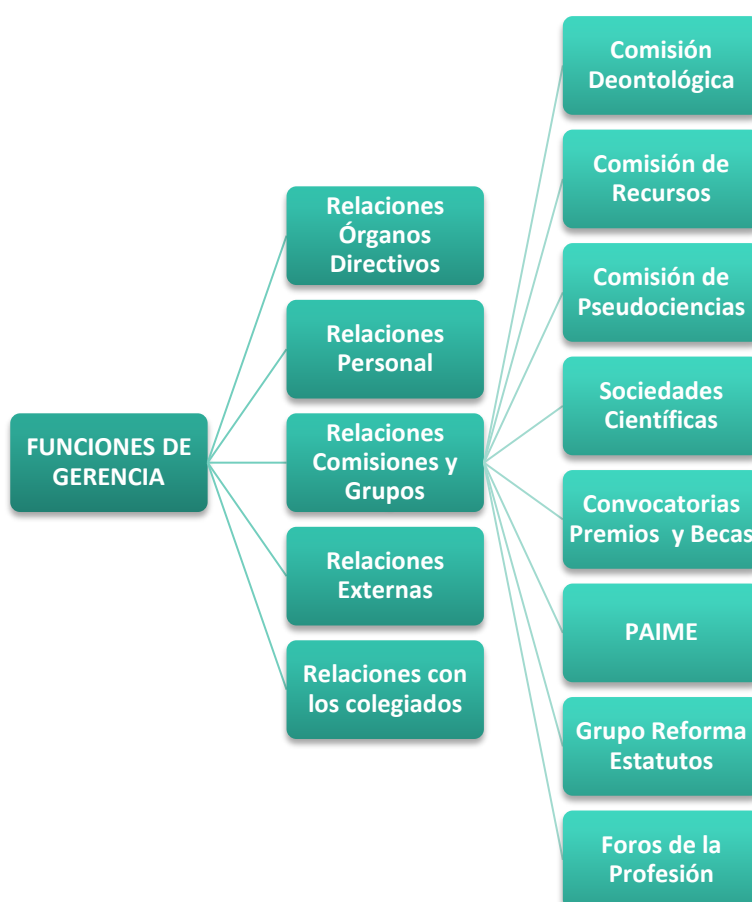 FUNCIONES DE
GERENCIA
Relaciones
Órganos
Directivos
Relaciones
Personal
Relaciones
Comisiones y
Grupos
Relaciones
Externas
Relaciones con
los colegiados
Comisión
Deontológica
Comisión de
Recursos
Comisión de
Pseudociencias
Sociedades
Científicas
Convocatorias
Premios y Becas
PAIME
Grupo Reforma
Estatutos
Foros de la
Profesión